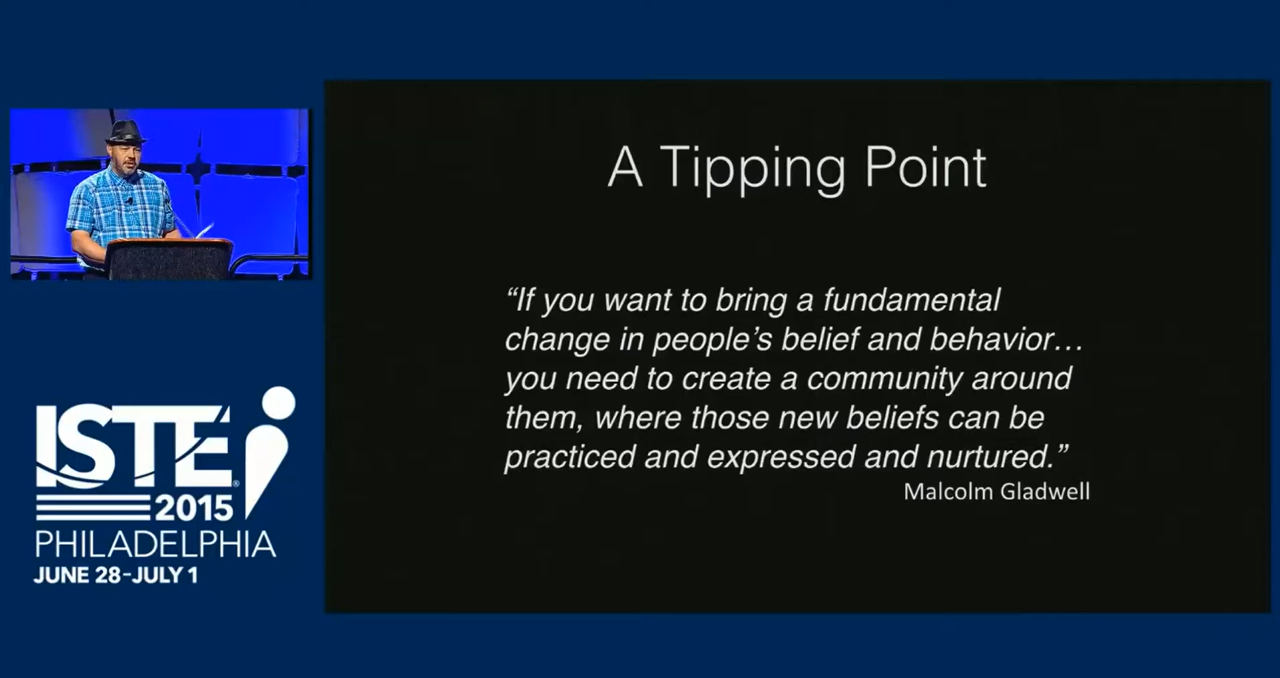 A Tipping Point
“If you want to bring a fundamental
change in people’s belief and behavior…
you need to create a community around
them, where those new beliefs can be
practiced and expressed and nurtured.”
Malcolm Gladwell
ISTE®
2015
PHILADELPHIA
JUNE 28–JULY 1